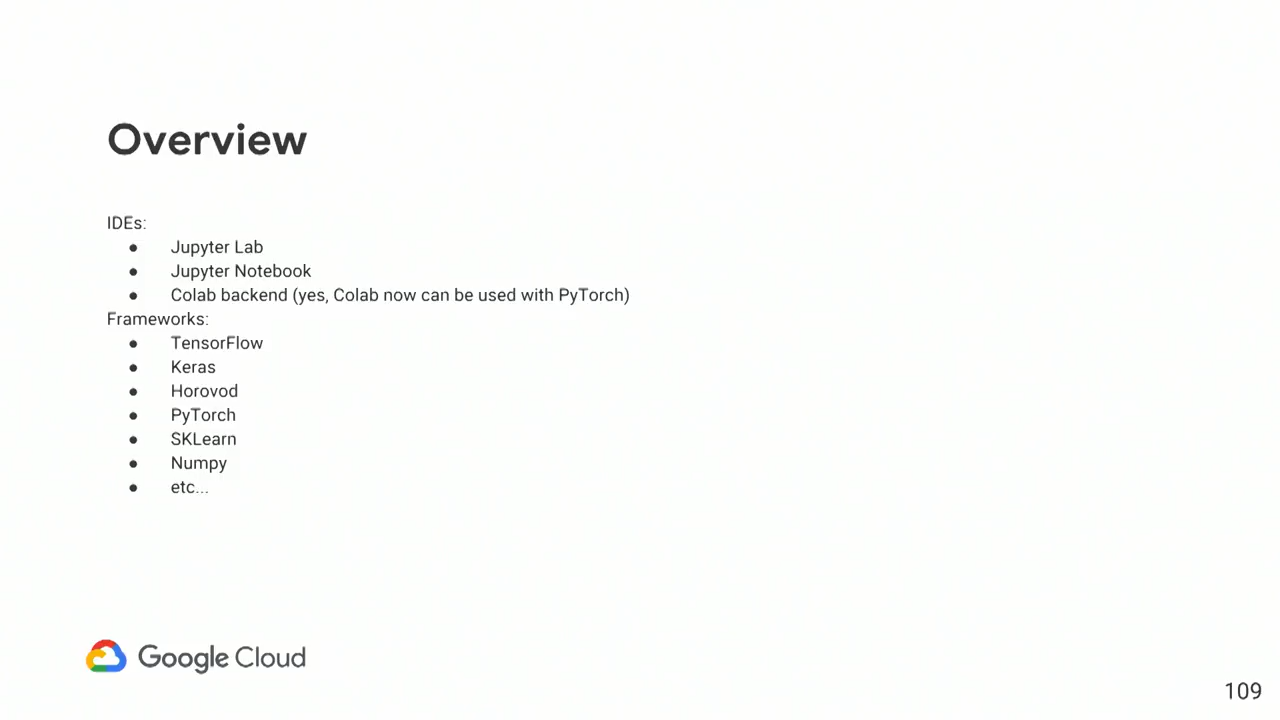 Overview
IDEs:
● Jupyter Lab
● Jupyter Notebook
● Colab backend (yes, Colab now can be used with PyTorch)
Frameworks:
● TensorFlow
● Keras
● Horovod
● PyTorch
● SKLearn
● Numpy
● etc...
Google Cloud
109